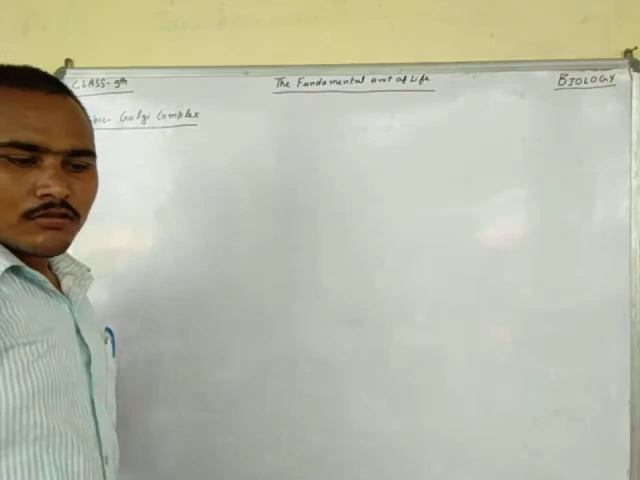 CLASS-9th The Fundamental unit of Life BIOLOGY
Golgi Complex